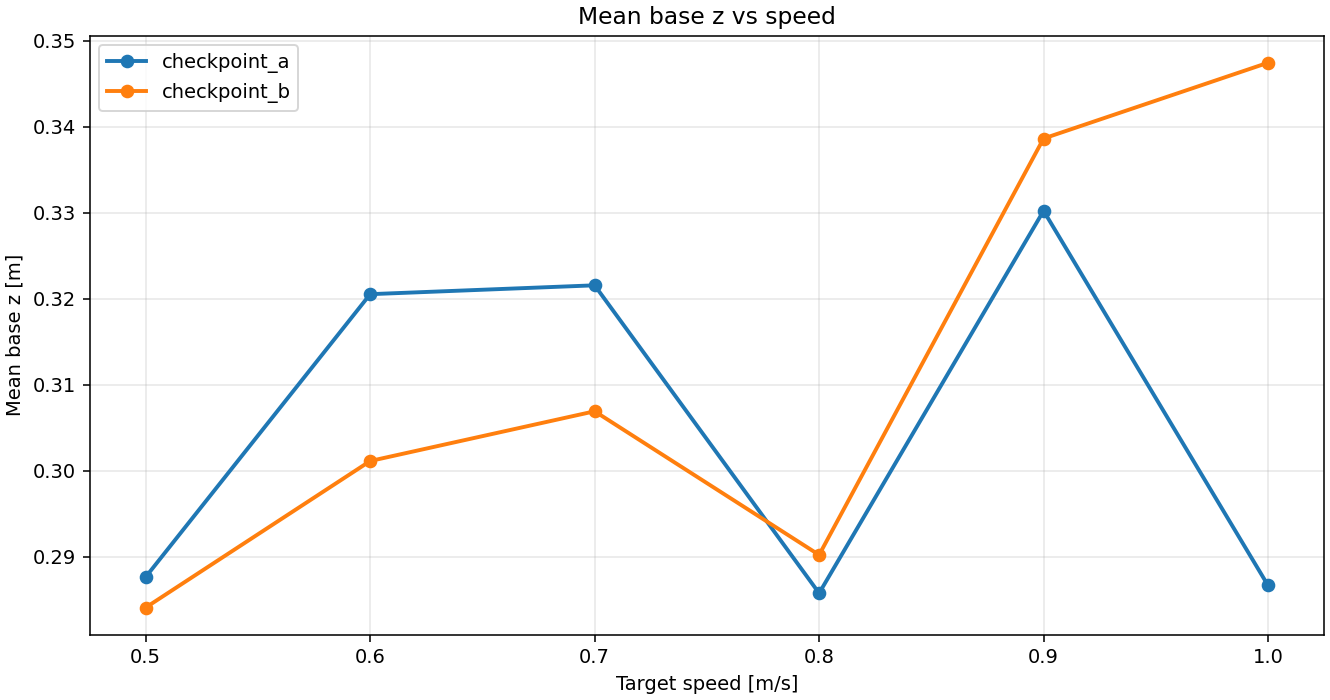 Mean base z vs speed
checkpoint_a
checkpoint_b
Mean base z [m]
0.35
0.34
0.33
0.32
0.31
0.30
0.29
0.5 0.6 0.7 0.8 0.9 1.0
Target speed [m/s]